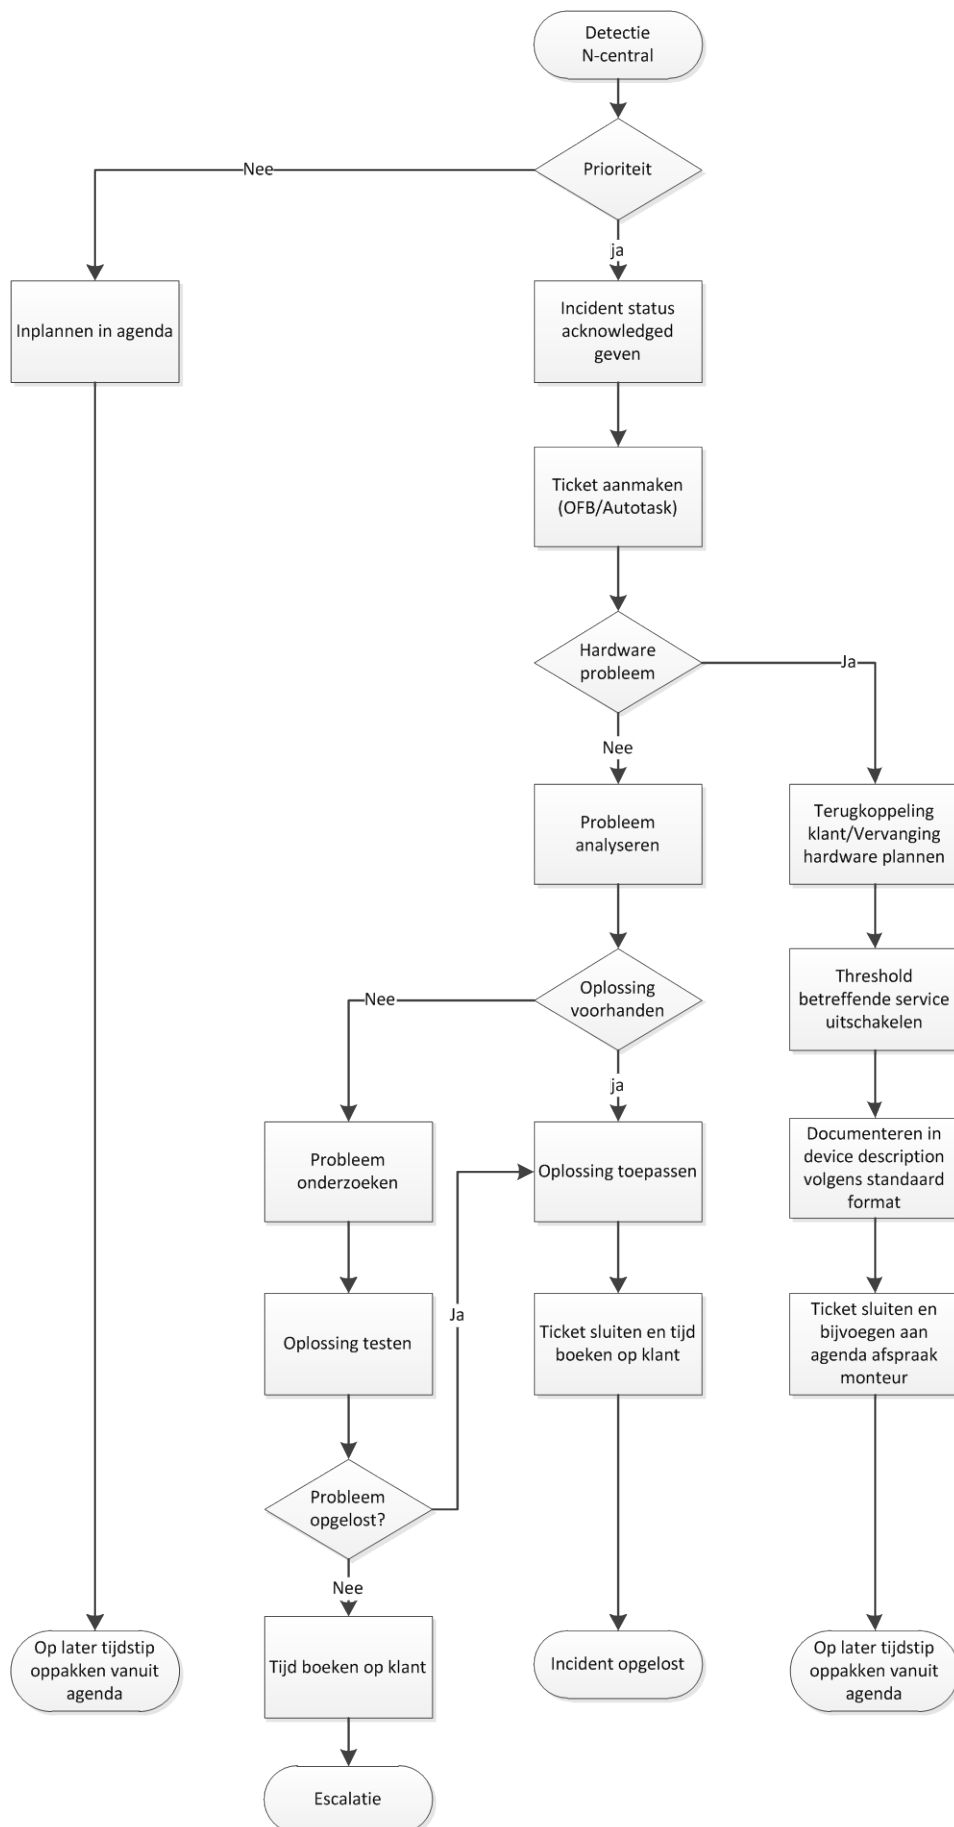 Detectie
N-central
Prioriteit
Nee
ja
Inplannen in agenda
Incident status
acknowledged
geven
Ticket aanmaken
(OFB/Autotask)
Hardware
probleem
Ja
Nee
Probleem
analyseren
Terugkoppeling
klant/Vervanging
hardware plannen
Oplossing
voorhanden
Nee
ja
Threshold
betreffende service
uitschakelen
Probleem
onderzoeken
Oplossing toepassen
Documenteren in
device description
volgens standaard
format
Oplossing testen
Ja
Ticket sluiten en tijd
boeken op klant
Ticket sluiten en
bijvoegen aan
agenda afspraak
monteur
Probleem
opgelost?
Nee
Op later tijdstip
oppakken vanuit
agenda
Tijd boeken op klant
Incident opgelost
Op later tijdstip
oppakken vanuit
agenda
Escalatie